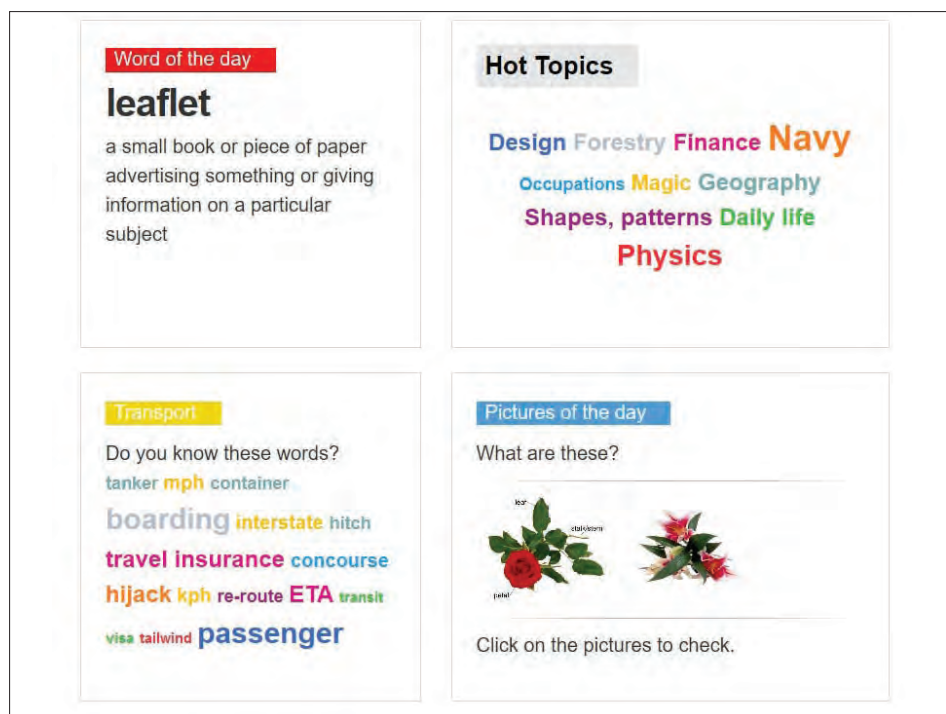 Word of the day
leaflet
a small book or piece of paper
advertising something or giving
information on a particular
subject
Hot Topics
Design Forestry Finance Navy
Occupations Magic Geography
Shapes, patterns Daily life
Physics
Transport
Do you know these words?
tanker mph container
boarding interstate hitch
travel insurance concourse
hijack kph re-route ETA transit
visa tailwind passenger
Pictures of the day
What are these?
leaf
stalk/stem
petal
Click on the pictures to check.